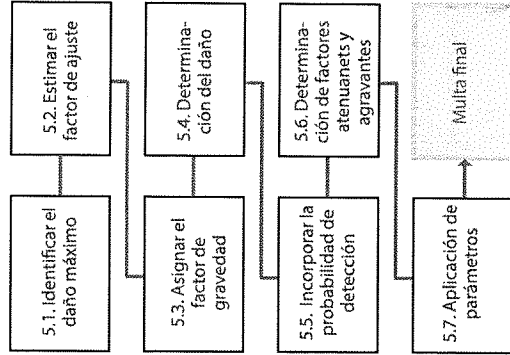 5.1. Identificar el
daño máximo
5.2. Estimar el
factor de ajuste
5.3. Asignar el
factor de
gravedad
5.4. Determina-
ción del daño
5.5. Incorporar la
probabilidad de
detección
5.6. Determina-
ción de factores
atenuanets y
agravantes
5.7. Aplicación de
parámetros
Multa final